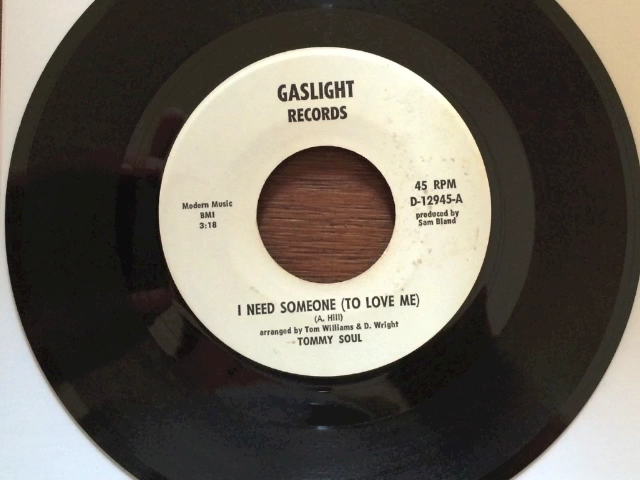 GASLIGHT
RECORDS
Modern Music
BMI
3:18
45 RPM
D-12945-A
produced by
Sam Bland
I NEED SOMEONE (TO LOVE ME)
(A. Hill)
arranged by Tom Williams & D. Wright
TOMMY SOUL